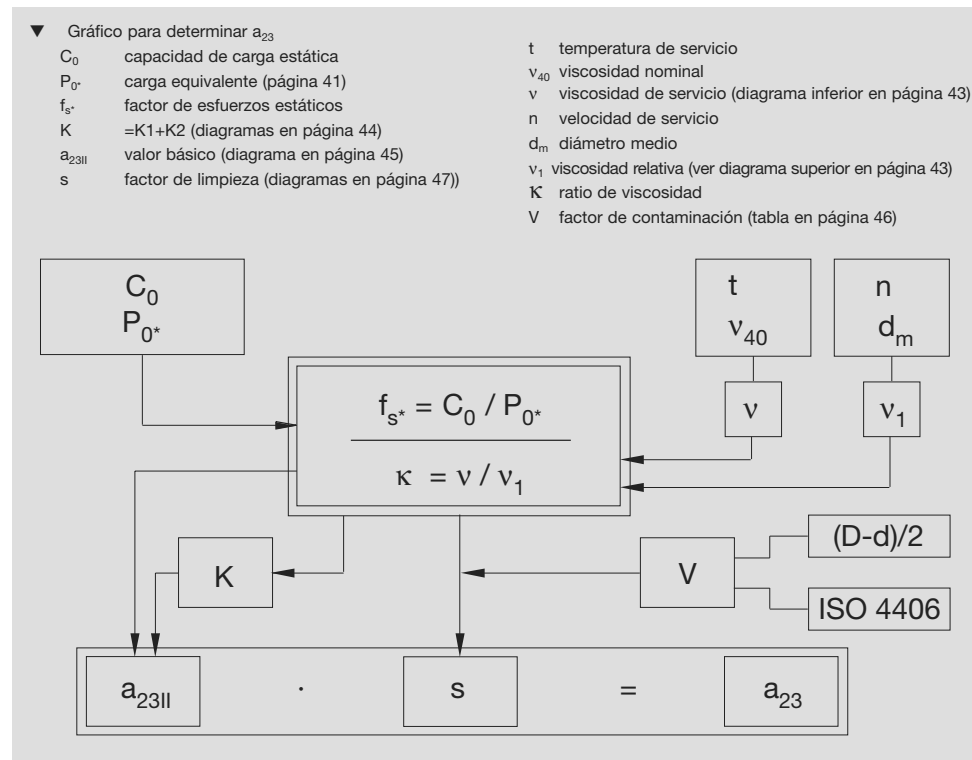 ▼ Gráfico para determinar a₂₃
C₀ capacidad de carga estática
P₀* carga equivalente (página 41)
fₛ* factor de esfuerzos estáticos
K =K1+K2 (diagramas en página 44)
a₂₃II valor básico (diagrama en página 45)
s factor de limpieza (diagramas en página 47))
t temperatura de servicio
ν₄₀ viscosidad nominal
ν viscosidad de servicio (diagrama inferior en página 43)
n velocidad de servicio
dₘ diámetro medio
ν₁ viscosidad relativa (ver diagrama superior en página 43)
κ ratio de viscosidad
V factor de contaminación (tabla en página 46)
C₀
P₀*
t
ν₄₀
n
dₘ
fₛ* = C₀ / P₀*
κ = ν / ν₁
ν
ν₁
K
V
(D-d)/2
ISO 4406
a₂₃II · s = a₂₃